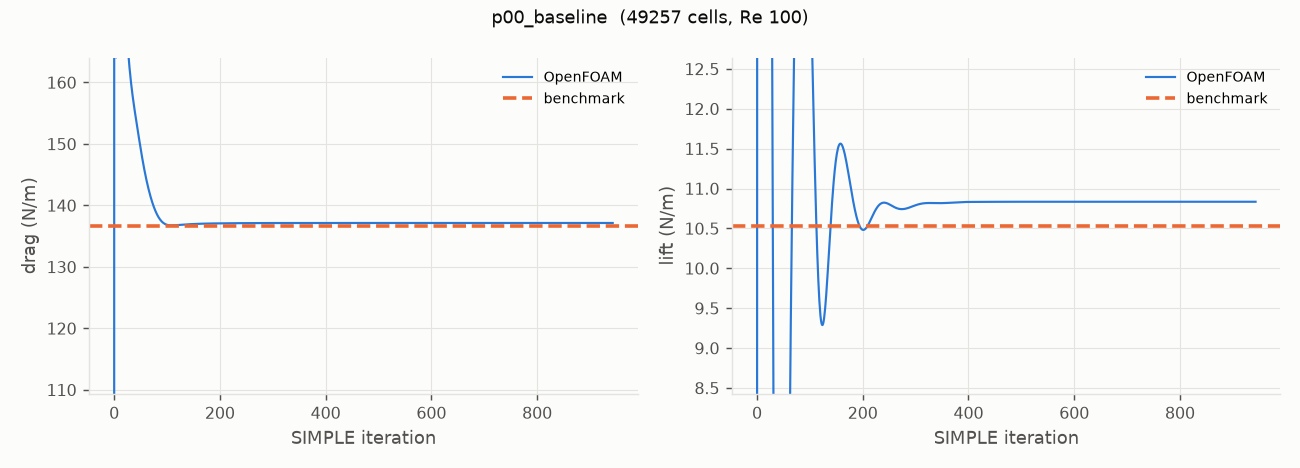 p00_baseline  (49257 cells, Re 100)
drag (N/m)
160
150
140
130
120
110
OpenFOAM
benchmark
0 200 400 600 800
SIMPLE iteration
lift (N/m)
12.5
12.0
11.5
11.0
10.5
10.0
9.5
9.0
8.5
OpenFOAM
benchmark
0 200 400 600 800
SIMPLE iteration